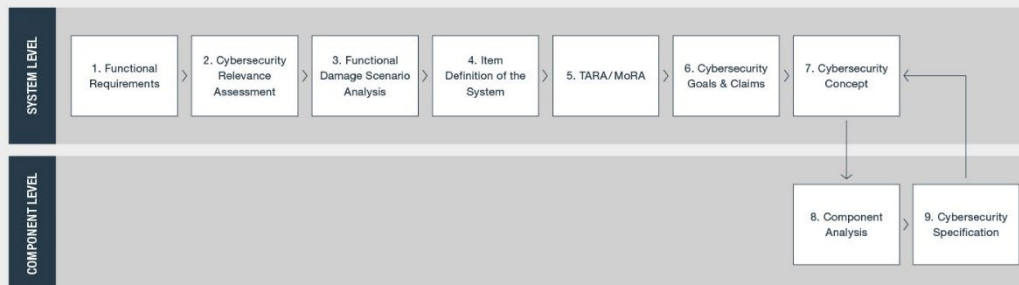 SYSTEM LEVEL
1. Functional
Requirements
2. Cybersecurity
Relevance
Assessment
3. Functional
Damage Scenario
Analysis
4. Item
Definition of the
System
5. TARA/MoRA
6. Cybersecurity
Goals & Claims
7. Cybersecurity
Concept
COMPONENT LEVEL
8. Component
Analysis
9. Cybersecurity
Specification